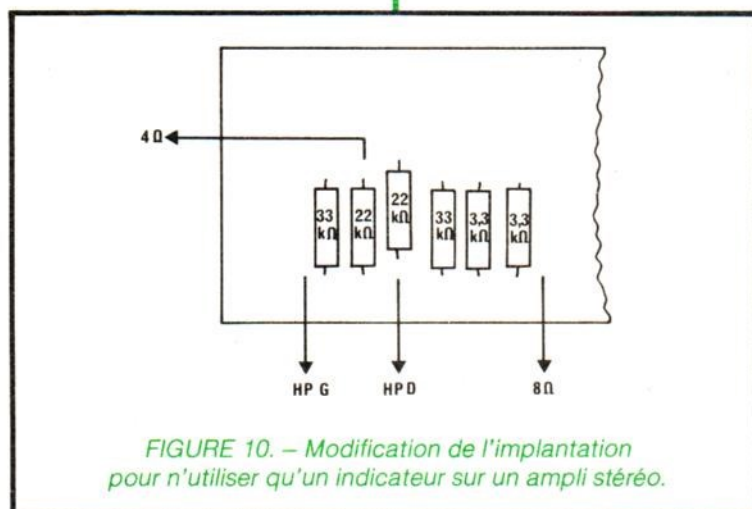 4Ω
33 kΩ
22 kΩ
22 kΩ
33 kΩ
3,3 kΩ
3,3 kΩ
HP G
HP D
8Ω
FIGURE 10. – Modification de l'implantation
pour n'utiliser qu'un indicateur sur un ampli stéréo.